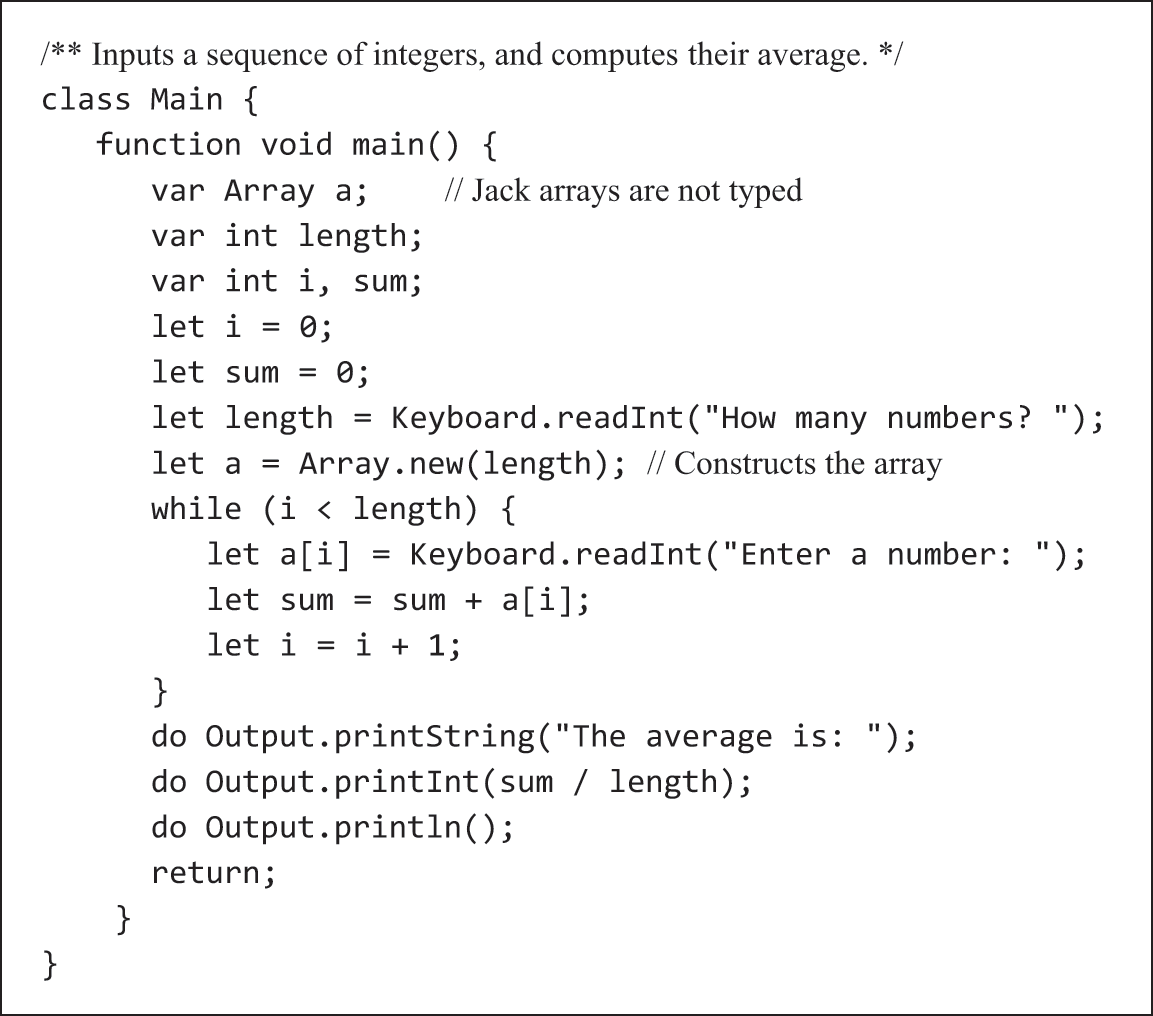 /** Inputs a sequence of integers, and computes their average. */
class Main {
   function void main() {
      var Array a;    // Jack arrays are not typed
      var int length;
      var int i, sum;
      let i = 0;
      let sum = 0;
      let length = Keyboard.readInt("How many numbers? ");
      let a = Array.new(length); // Constructs the array
      while (i < length) {
         let a[i] = Keyboard.readInt("Enter a number: ");
         let sum = sum + a[i];
         let i = i + 1;
      }
      do Output.printString("The average is: ");
      do Output.printInt(sum / length);
      do Output.println();
      return;
    }
}